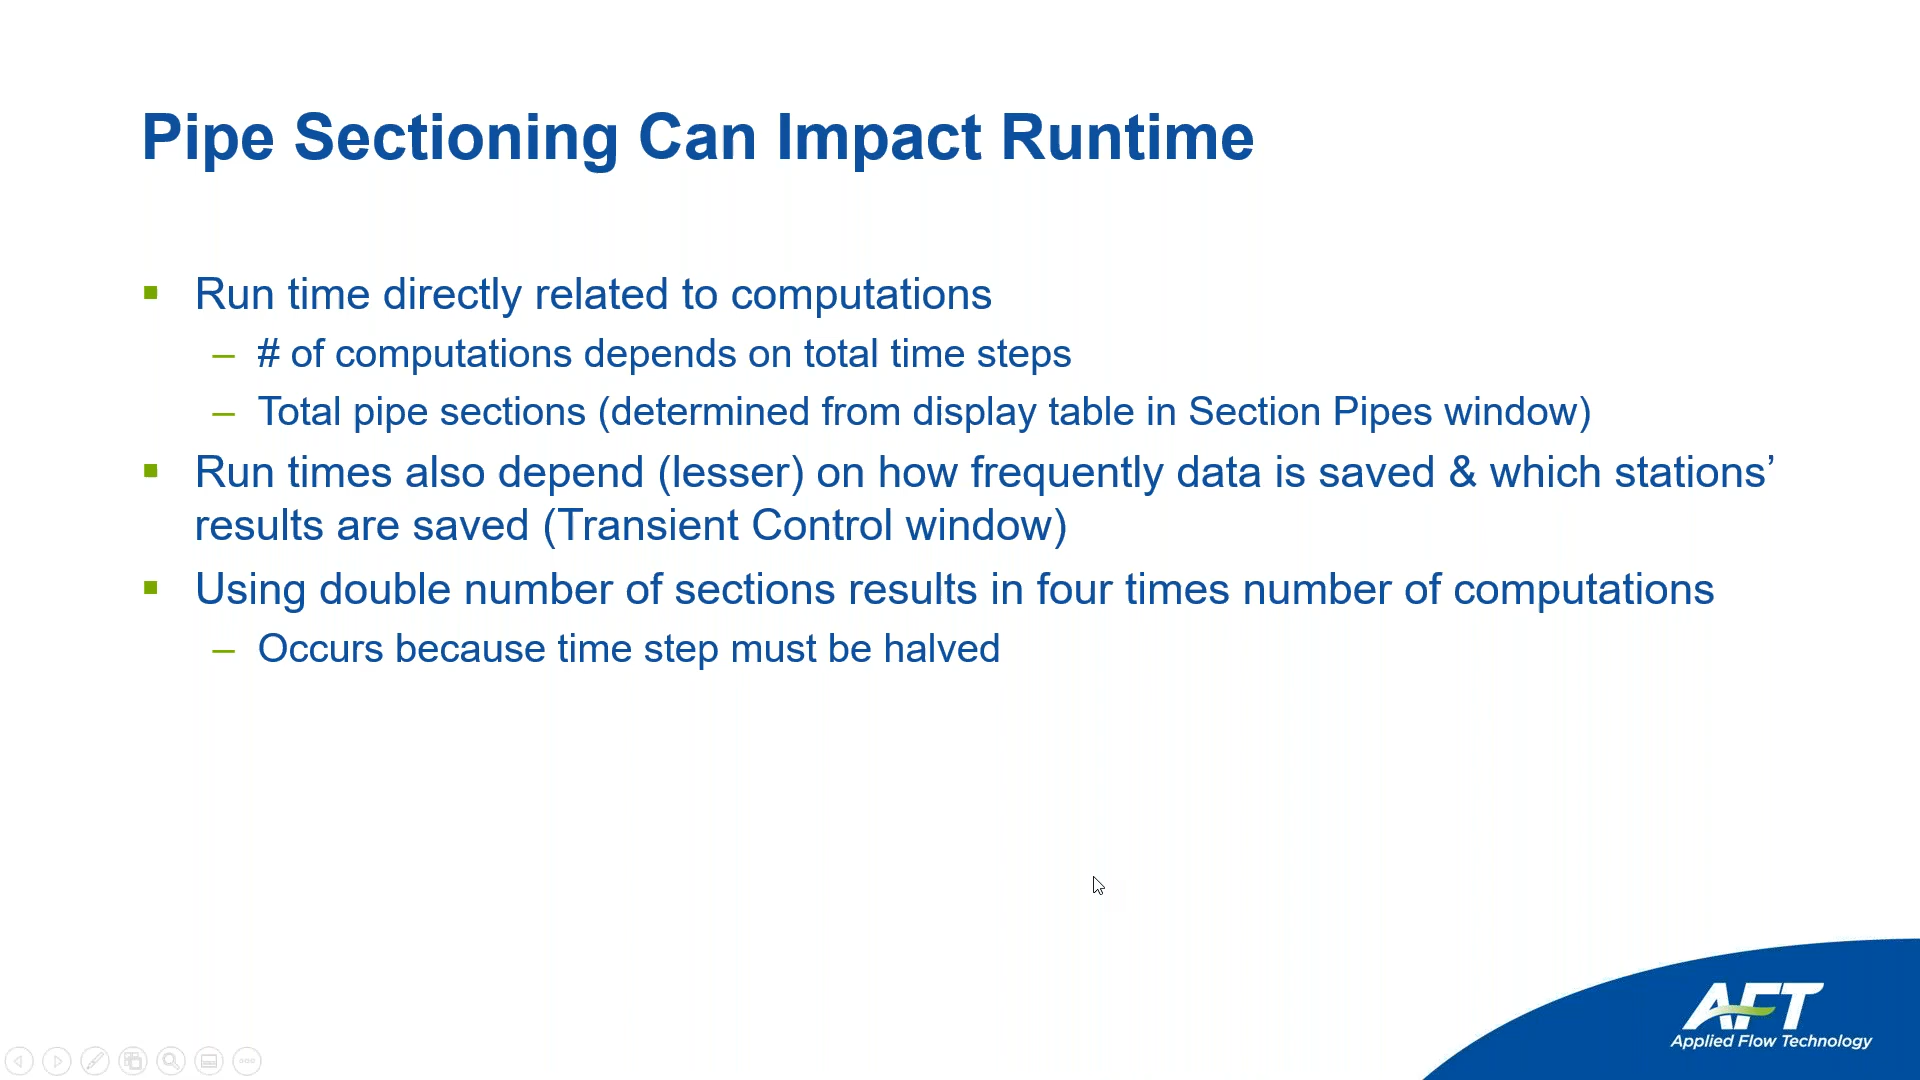 Pipe Sectioning Can Impact Runtime
Run time directly related to computations
– # of computations depends on total time steps
– Total pipe sections (determined from display table in Section Pipes window)
Run times also depend (lesser) on how frequently data is saved & which stations’
results are saved (Transient Control window)
Using double number of sections results in four times number of computations
– Occurs because time step must be halved
AFT
Applied Flow Technology